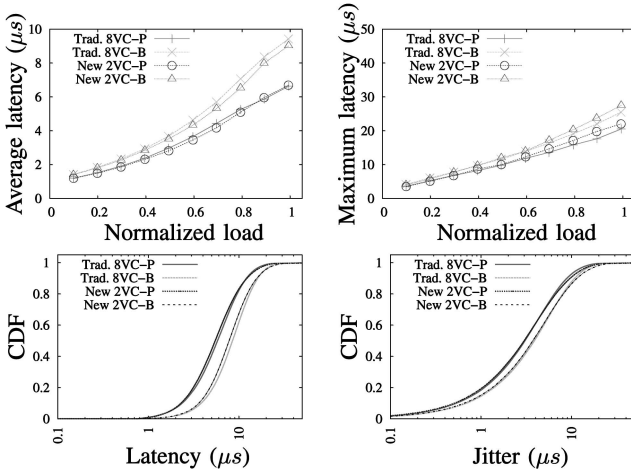 Average latency (μs)
10
8
6
4
2
0
Trad. 8VC−P
Trad. 8VC−B
New 2VC−P
New 2VC−B
0
0.2
0.4
0.6
0.8
1
Normalized load
Maximum latency (μs)
50
40
30
20
10
0
Trad. 8VC−P
Trad. 8VC−B
New 2VC−P
New 2VC−B
0
0.2
0.4
0.6
0.8
1
Normalized load
CDF
1
0.8
0.6
0.4
0.2
0
Trad. 8VC−P
Trad. 8VC−B
New 2VC−P
New 2VC−B
0.1
1
10
Latency (μs)
CDF
1
0.8
0.6
0.4
0.2
0
Trad. 8VC−P
Trad. 8VC−B
New 2VC−P
New 2VC−B
0.1
1
10
Jitter (μs)